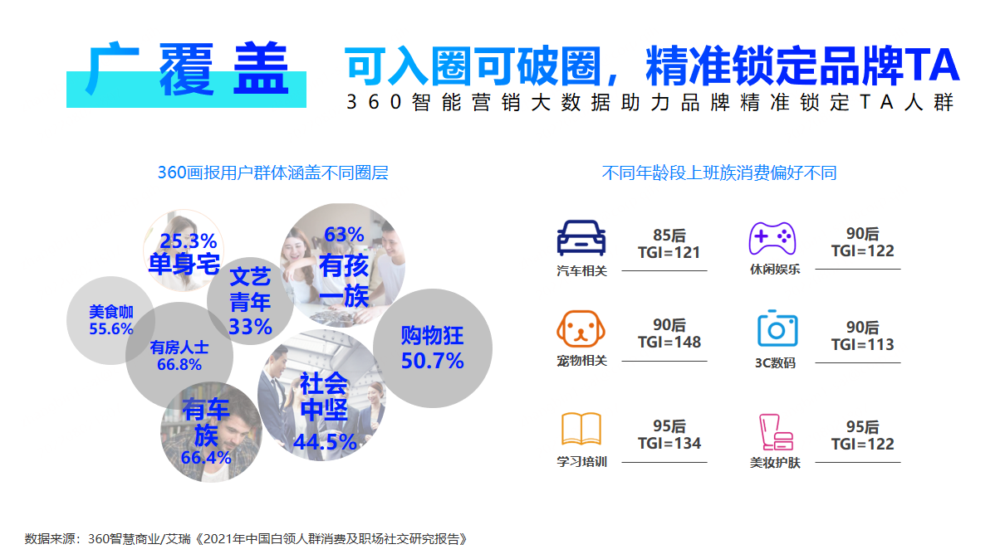 广覆盖
可入圈可破圈，精准锁定品牌TA
360智能营销大数据助力品牌精准锁定TA人群
360画报用户群体涵盖不同圈层
25.3%
单身宅
63%
有孩
一族
文艺
青年
33%
美食咖
55.6%
有房人士
66.8%
购物狂
50.7%
社会
中坚
44.5%
有车
族
66.4%
不同年龄段上班族消费偏好不同
汽车相关
85后
TGI=121
休闲娱乐
90后
TGI=122
宠物相关
90后
TGI=148
3C数码
90后
TGI=113
学习培训
95后
TGI=134
美妆护肤
95后
TGI=122
数据来源：360智慧商业/艾瑞《2021年中国白领人群消费及职场社交研究报告》